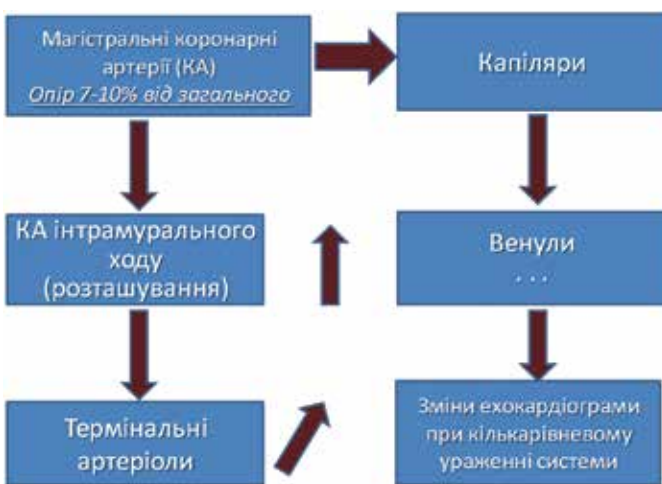 Магістральні коронарні
артерії (КА)
Опір 7-10% від загального
КА інтрамурального
ходу
(розташування)
Термінальні
артеріоли
Капіляри
Венули
. . .
Зміни ехокардіограми
при кількарівневому
ураженні системи